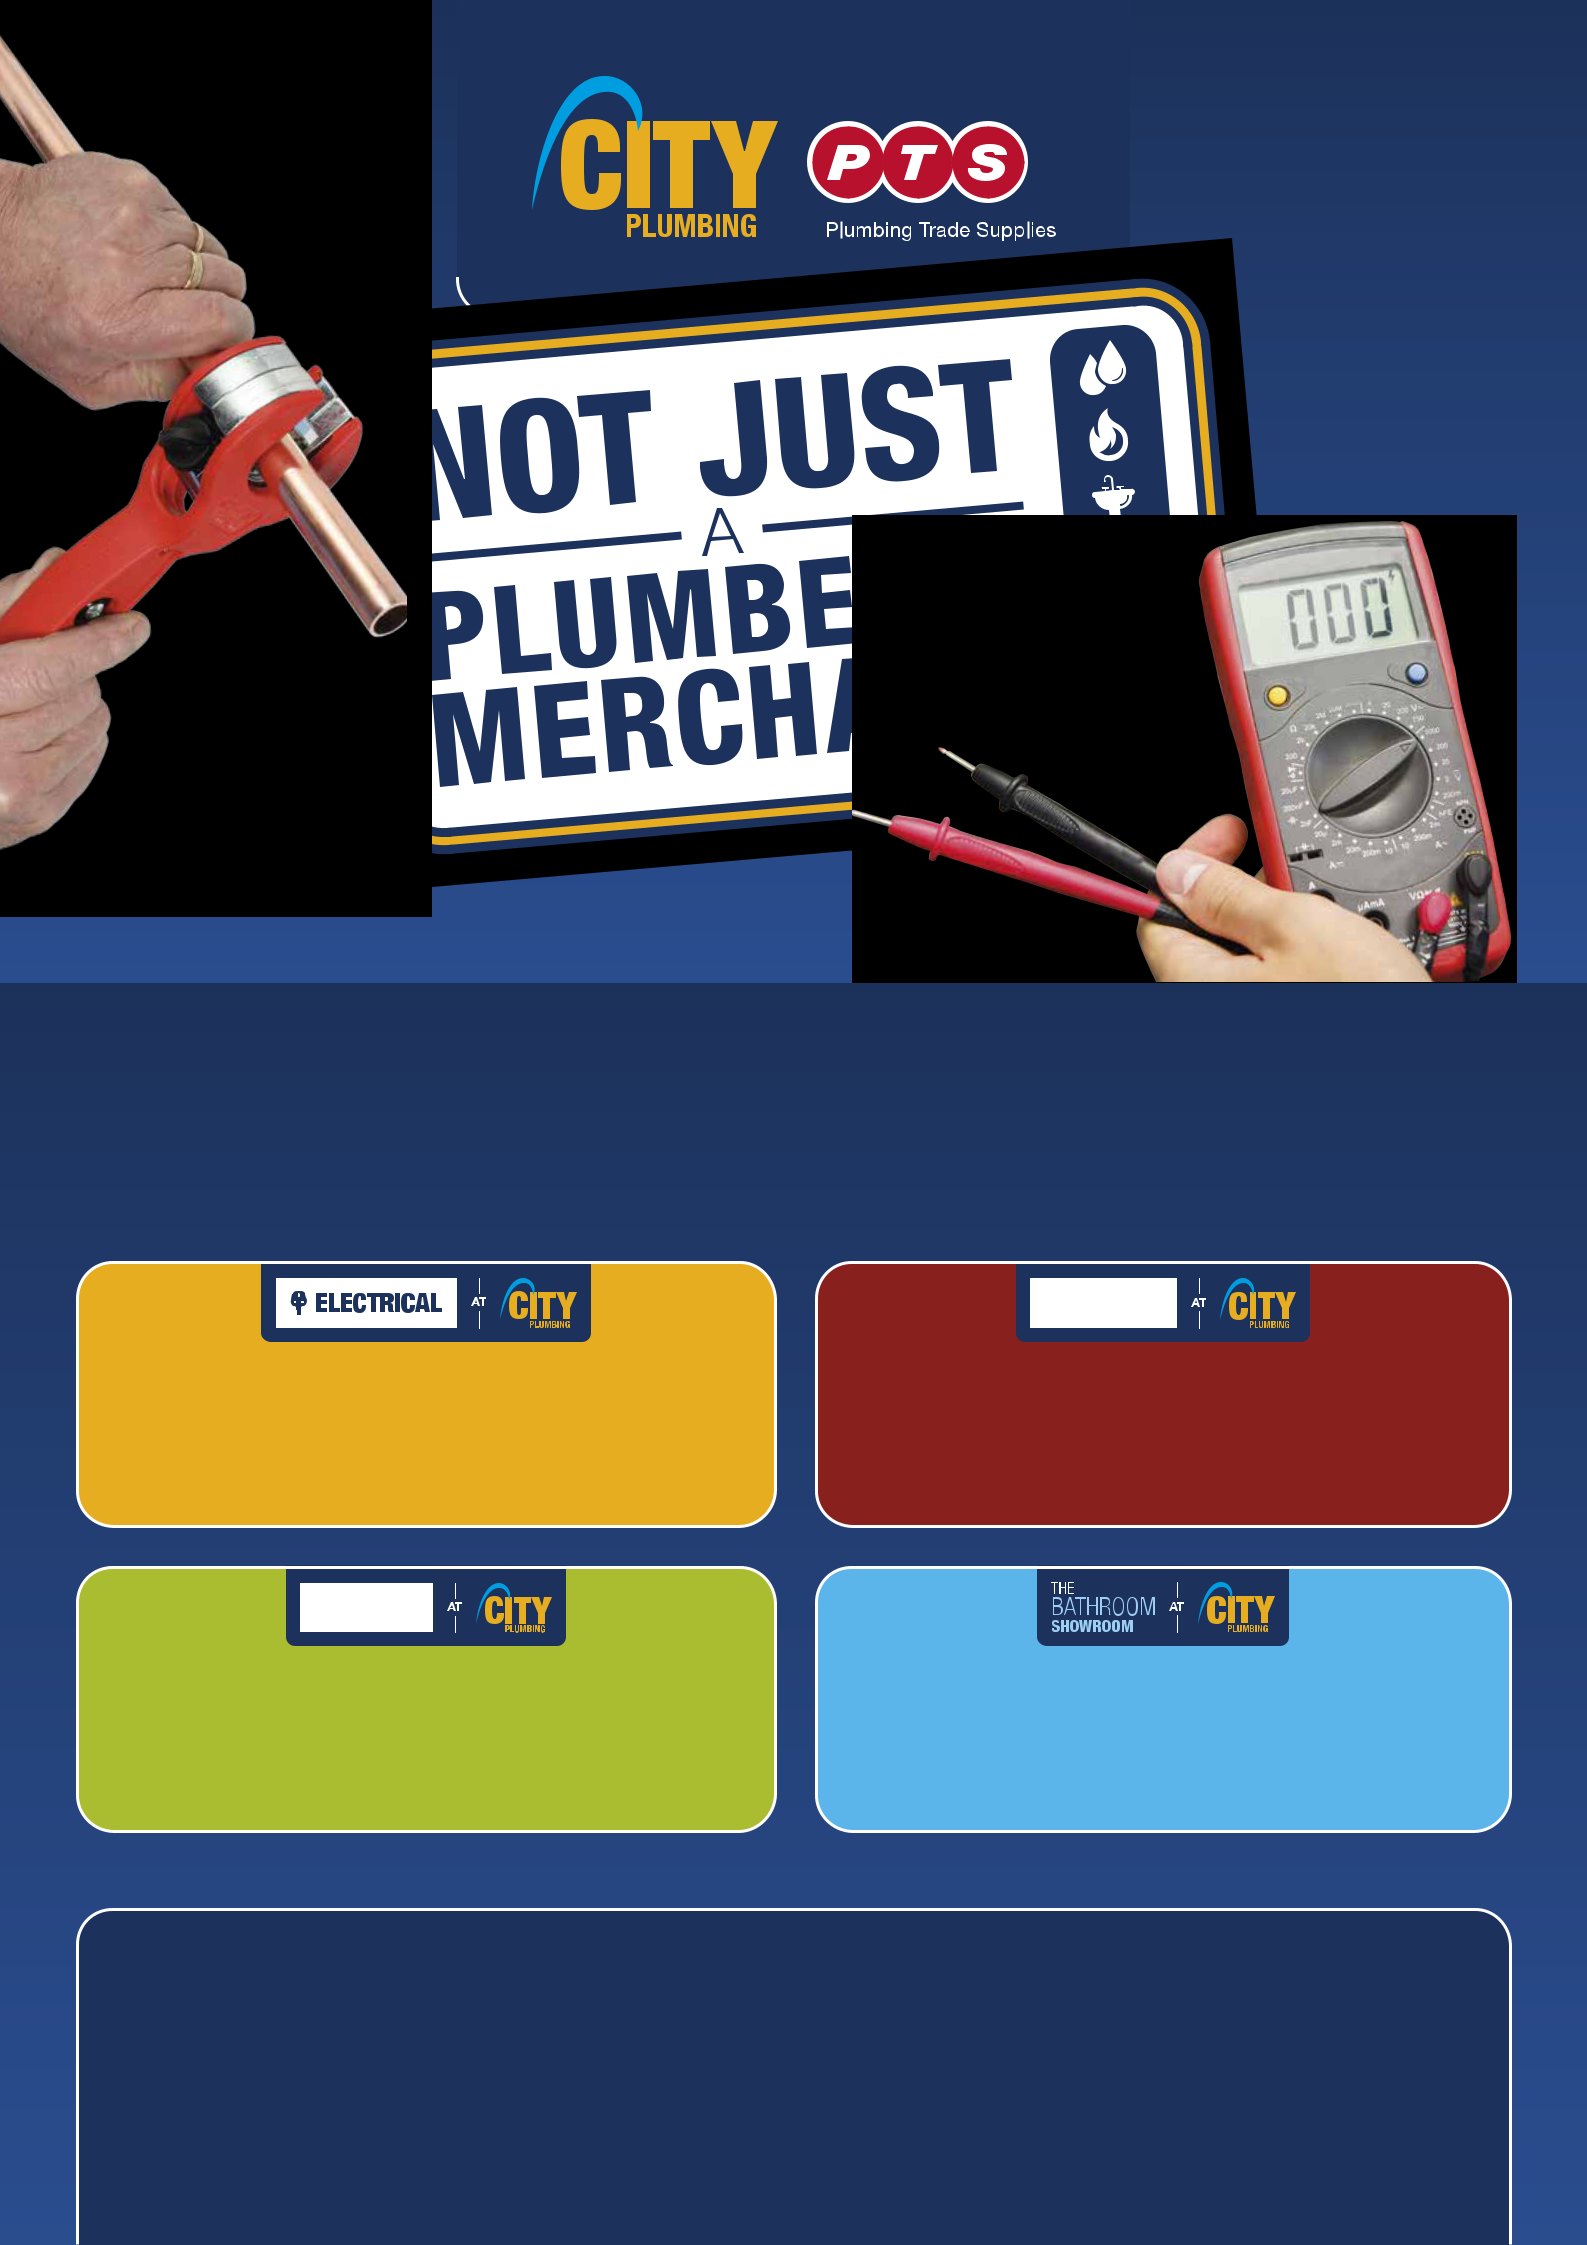 CITY
PLUMBING
PTS
Plumbing Trade Supplies
NOT JUST
A
PLUMBE
MERCHA
000
ELECTRICAL AT CITY PLUMBING
AT CITY PLUMBING
AT CITY PLUMBING
THE
BATHROOM
SHOWROOM
AT CITY PLUMBING